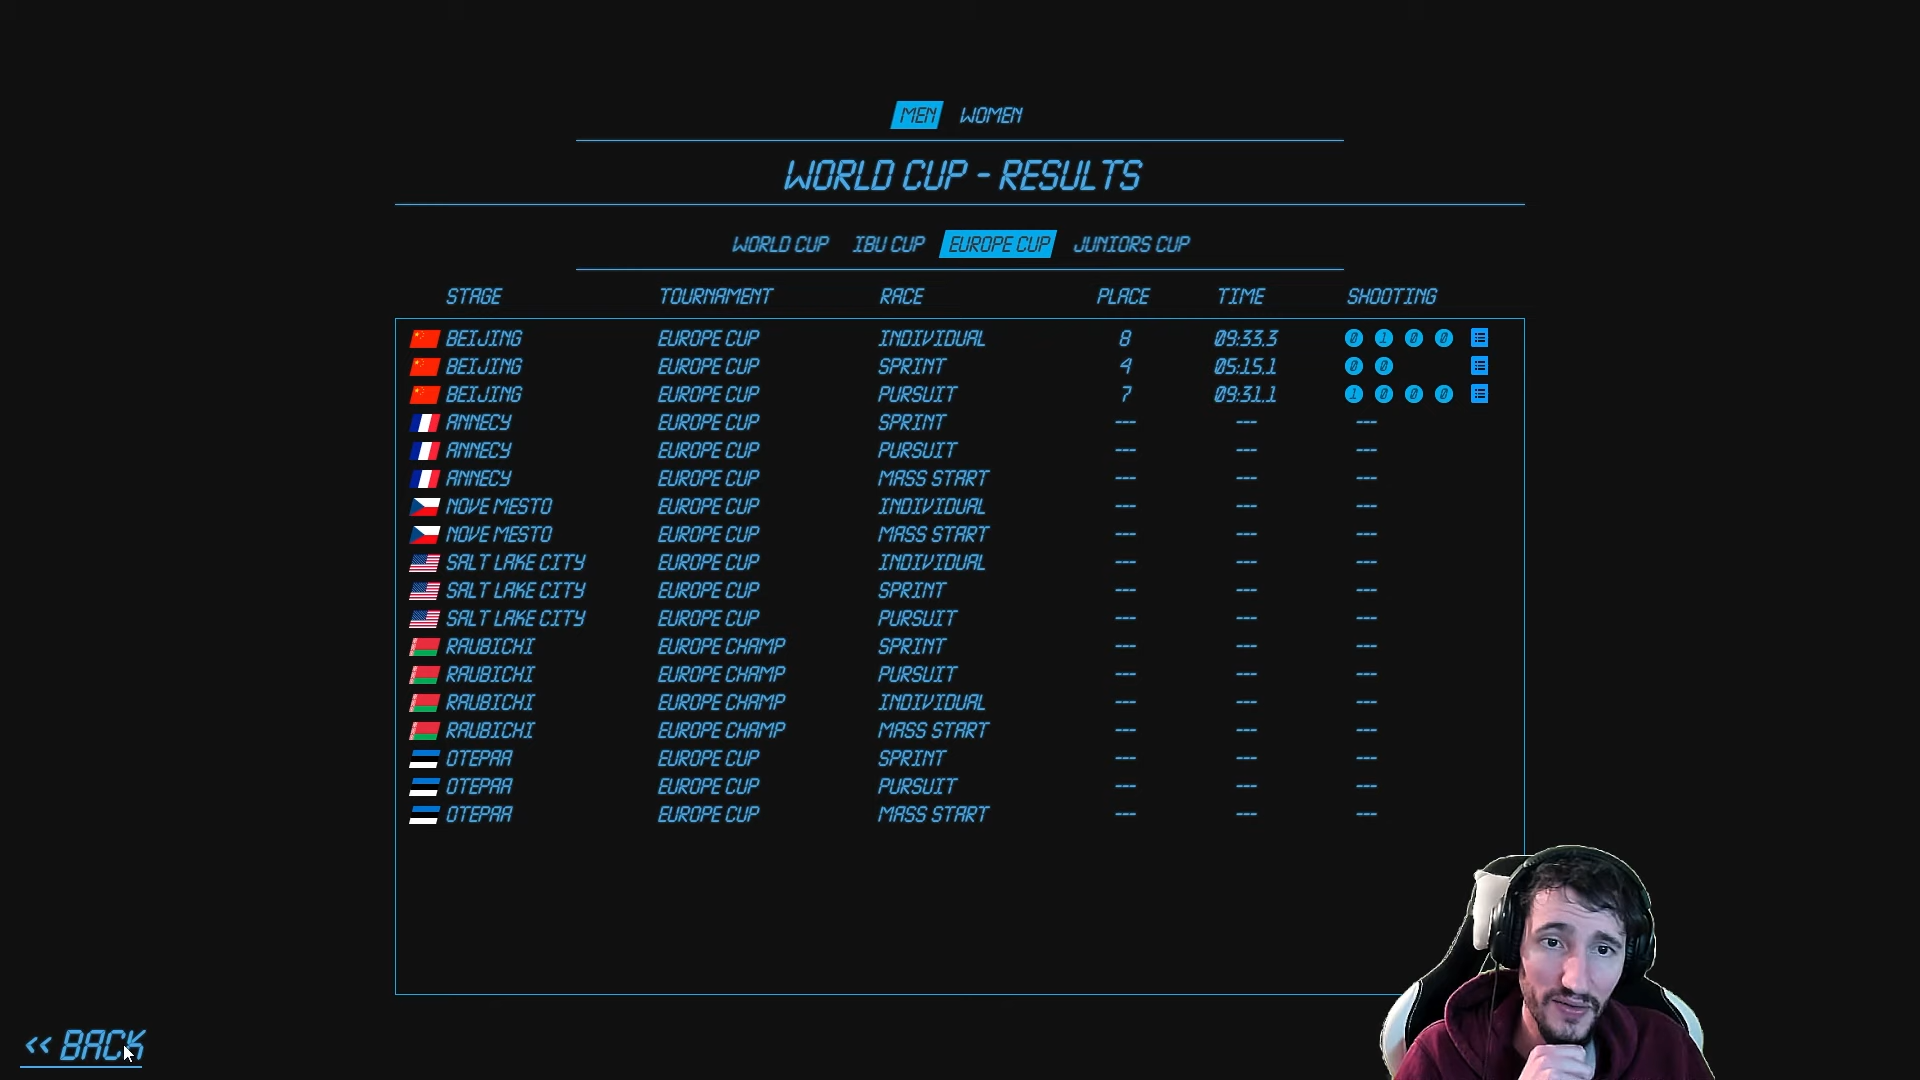 MEN WOMEN
WORLD CUP - RESULTS
WORLD CUP IBU CUP EUROPE CUP JUNIORS CUP
STAGE TOURNAMENT RACE PLACE TIME SHOOTING
BEIJING EUROPE CUP INDIVIDUAL 8 09:33.3 0 1 0 0
BEIJING EUROPE CUP SPRINT 4 05:15.1 0 0
BEIJING EUROPE CUP PURSUIT 7 09:31.1 1 0 0 0
ANNECY EUROPE CUP SPRINT --- --- ---
ANNECY EUROPE CUP PURSUIT --- --- ---
ANNECY EUROPE CUP MASS START --- --- ---
NOVE MESTO EUROPE CUP INDIVIDUAL --- --- ---
NOVE MESTO EUROPE CUP MASS START --- --- ---
SALT LAKE CITY EUROPE CUP INDIVIDUAL --- --- ---
SALT LAKE CITY EUROPE CUP SPRINT --- --- ---
SALT LAKE CITY EUROPE CUP PURSUIT --- --- ---
RAUBICHI EUROPE CHAMP SPRINT --- --- ---
RAUBICHI EUROPE CHAMP PURSUIT --- --- ---
RAUBICHI EUROPE CHAMP INDIVIDUAL --- --- ---
RAUBICHI EUROPE CHAMP MASS START --- --- ---
OTEPAA EUROPE CUP SPRINT --- --- ---
OTEPAA EUROPE CUP PURSUIT --- --- ---
OTEPAA EUROPE CUP MASS START --- --- ---
<< BACK